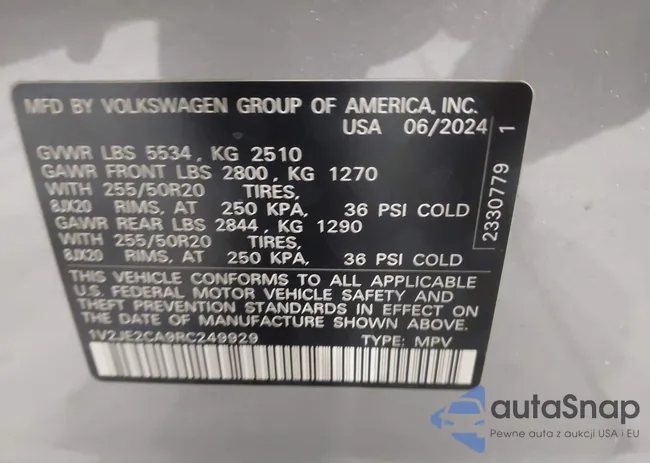 MFD BY VOLKSWAGEN GROUP OF AMERICA, INC.
USA 06/2024
GVWR LBS 5534 , KG 2510
GAWR FRONT LBS 2800 , KG 1270
WITH 255/50R20 TIRES,
8JX20 RIMS, AT 250 KPA, 36 PSI COLD
GAWR REAR LBS 2844 , KG 1290
WITH 255/50R20 TIRES,
8JX20 RIMS, AT 250 KPA, 36 PSI COLD
THIS VEHICLE CONFORMS TO ALL APPLICABLE
U.S. FEDERAL MOTOR VEHICLE SAFETY AND
THEFT PREVENTION STANDARDS IN EFFECT ON
THE DATE OF MANUFACTURE SHOWN ABOVE.
1V2JE2CA9RC249929 TYPE: MPV
2330779 1
autoSnap
Pewne auta z aukcji USA i EU